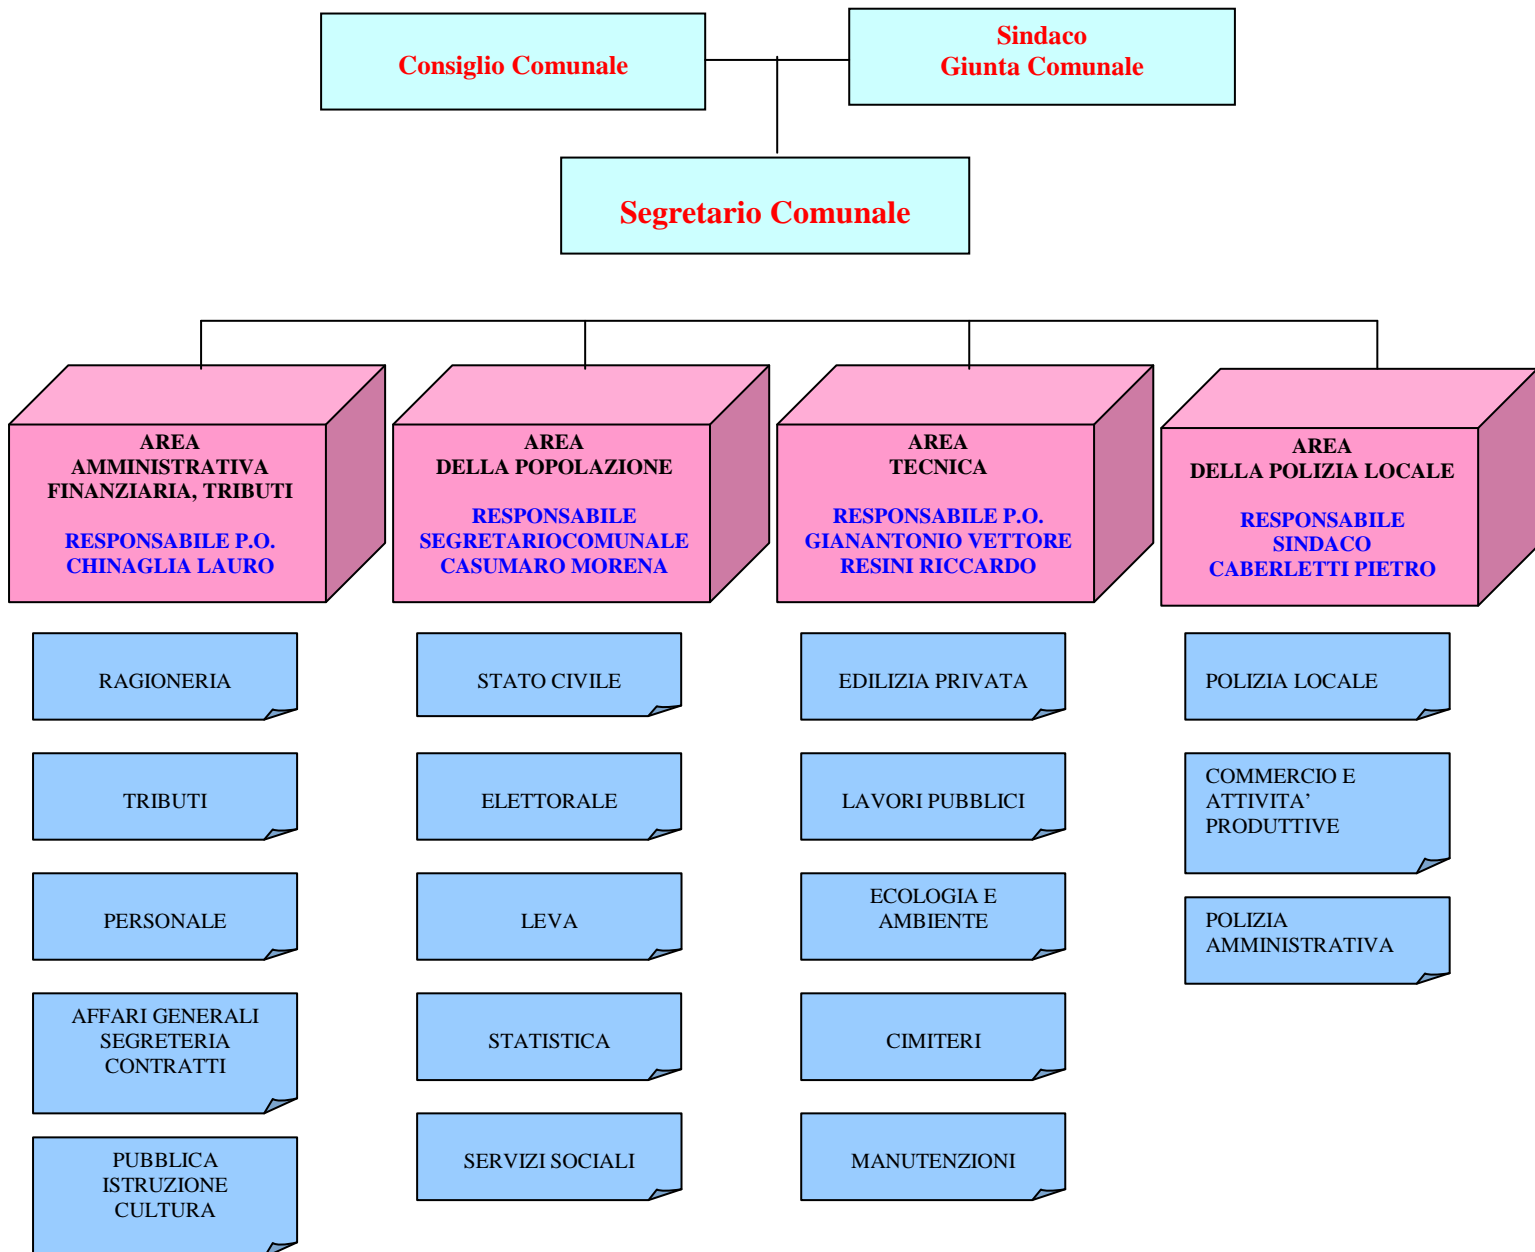 Consiglio Comunale
Sindaco
Giunta Comunale
Segretario Comunale
AREA
AMMINISTRATIVA
FINANZIARIA, TRIBUTI
RESPONSABILE P.O.
CHINAGLIA LAURO
AREA
DELLA POPOLAZIONE
RESPONSABILE
SEGRETARIOCOMUNALE
CASUMARO MORENA
AREA
TECNICA
RESPONSABILE P.O.
GIANANTONIO VETTORE
RESINI RICCARDO
AREA
DELLA POLIZIA LOCALE
RESPONSABILE
SINDACO
CABERLETTI PIETRO
RAGIONERIA
TRIBUTI
PERSONALE
AFFARI GENERALI
SEGRETERIA
CONTRATTI
PUBBLICA
ISTRUZIONE
CULTURA
STATO CIVILE
ELETTORALE
LEVA
STATISTICA
SERVIZI SOCIALI
EDILIZIA PRIVATA
LAVORI PUBBLICI
ECOLOGIA E
AMBIENTE
CIMITERI
MANUTENZIONI
POLIZIA LOCALE
COMMERCIO E
ATTIVITA’
PRODUTTIVE
POLIZIA
AMMINISTRATIVA